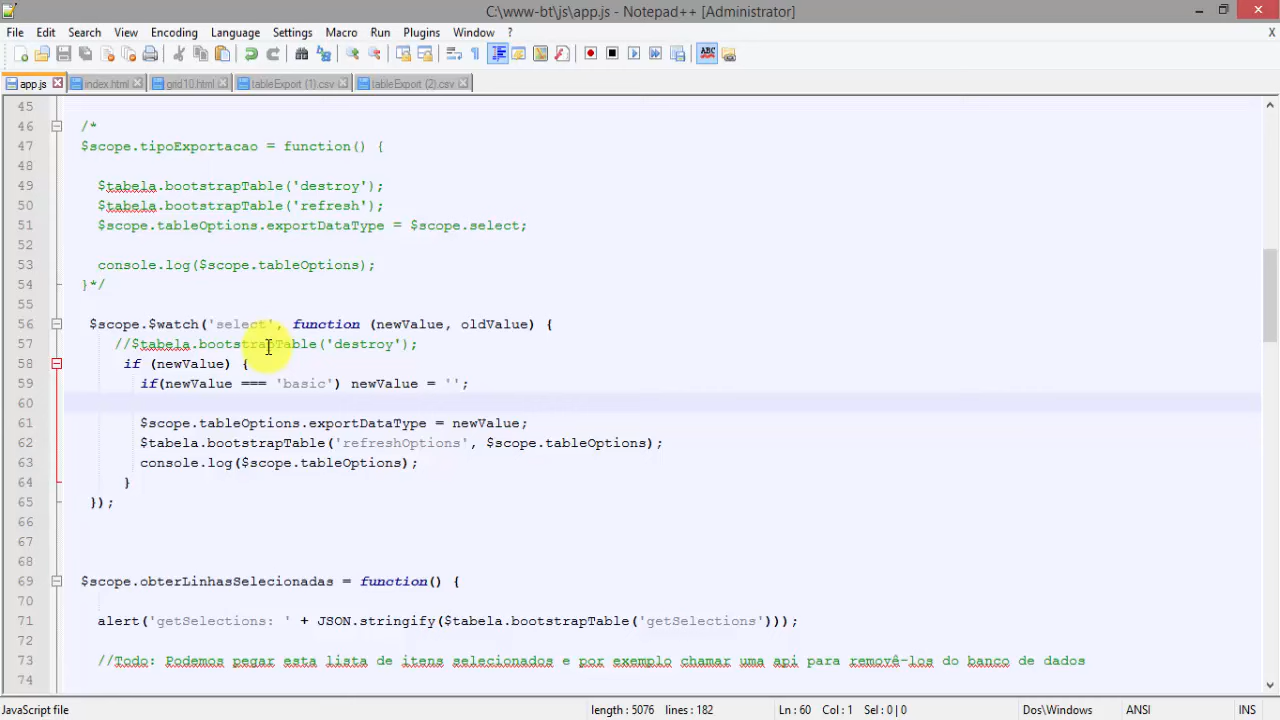 C:\www-bt\js\app.js - Notepad++ [Administrator]
File Edit Search View Encoding Language Settings Macro Run Plugins Window ? X
app.js index.html grid10.html tableExport (1).csv tableExport (2).csv
45
46 /*
47 $scope.tipoExportacao = function() {
48
49 $tabela.bootstrapTable('destroy');
50 $tabela.bootstrapTable('refresh');
51 $scope.tableOptions.exportDataType = $scope.select;
52
53 console.log($scope.tableOptions);
54 }*/
55
56 $scope.$watch('select', function (newValue, oldValue) {
57 //$tabela.bootstrapTable('destroy');
58 if (newValue) {
59 if(newValue === 'basic') newValue = '';
60
61 $scope.tableOptions.exportDataType = newValue;
62 $tabela.bootstrapTable('refreshOptions', $scope.tableOptions);
63 console.log($scope.tableOptions);
64 }
65 });
66
67
68
69 $scope.obterLinhasSelecionadas = function() {
70
71 alert('getSelections: ' + JSON.stringify($tabela.bootstrapTable('getSelections')));
72
73 //Todo: Podemos pegar esta lista de itens selecionados e por exemplo chamar uma api para removê-los do banco de dados
74
JavaScript file length : 5076 lines : 182 Ln : 60 Col : 1 Sel : 0 | 0 Dos\Windows ANSI INS